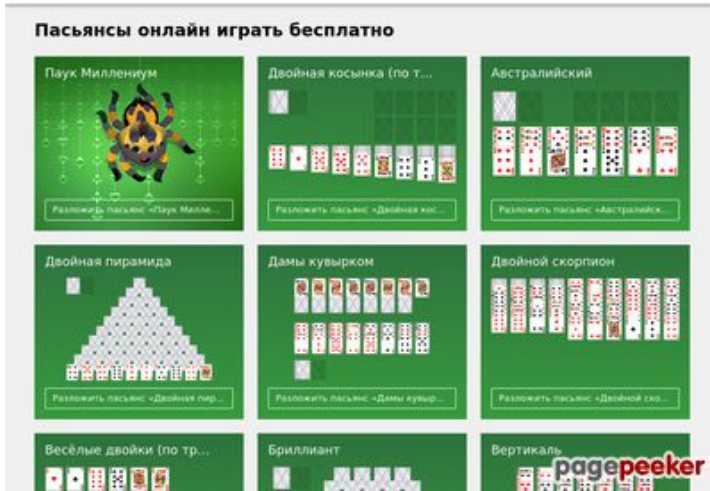 Пасьянсы онлайн играть бесплатно
Паук Миллениум
Двойная косынка (по т...
Австралийский
Разложить пасьянс «Паук Милле...
Разложить пасьянс «Двойная кос...
Разложить пасьянс «Австралийск...
Двойная пирамида
Дамы кувырком
Двойной скорпион
Разложить пасьянс «Двойная пир...
Разложить пасьянс «Дамы кувыр...
Разложить пасьянс «Двойной ско...
Весёлые двойки (по тр...
Бриллиант
Вертикаль
pagepeeker